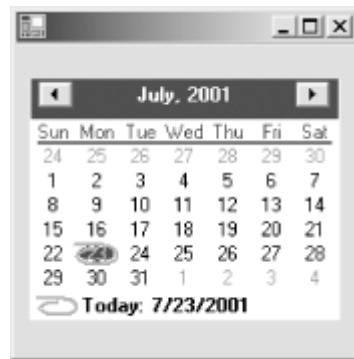 July, 2001
Sun Mon Tue Wed Thu Fri Sat
24 25 26 27 28 29 30
1 2 3 4 5 6 7
8 9 10 11 12 13 14
15 16 17 18 19 20 21
22 23 24 25 26 27 28
29 30 31 1 2 3 4
Today: 7/23/2001